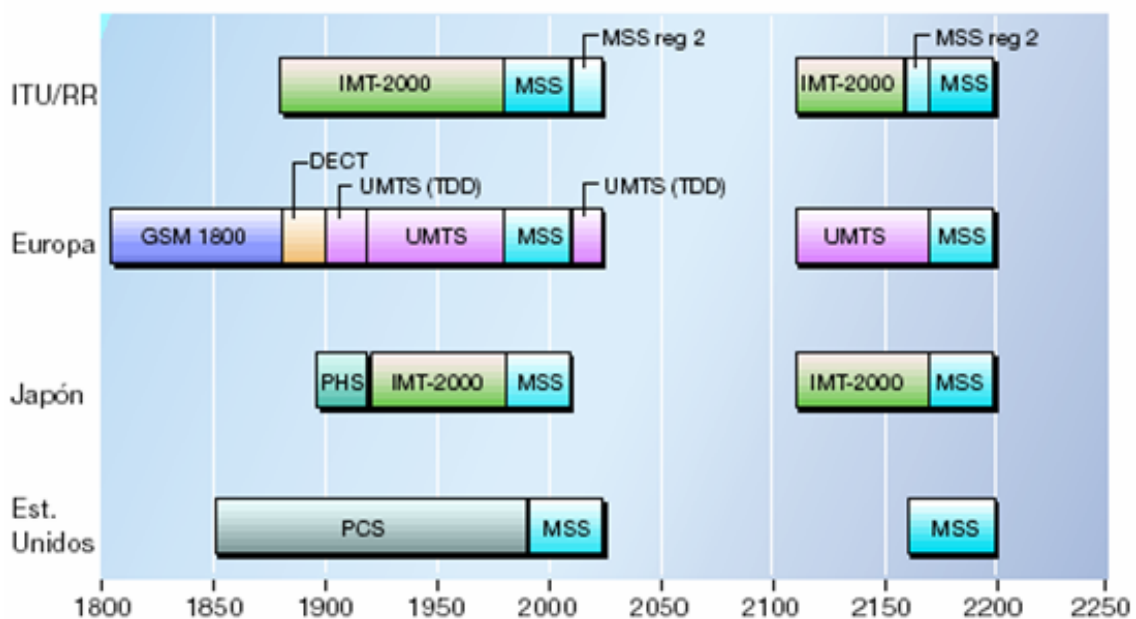 MSS reg 2
MSS reg 2
ITU/RR
IMT-2000
MSS
IMT-2000
MSS
DECT
UMTS (TDD)
UMTS (TDD)
Europa
GSM 1800
UMTS
MSS
UMTS
MSS
Japón
PHS
IMT-2000
MSS
IMT-2000
MSS
Est.
Unidos
PCS
MSS
MSS
1800 1850 1900 1950 2000 2050 2100 2150 2200 2250